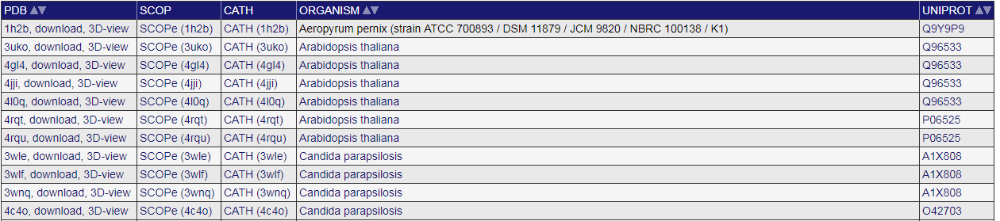 PDB SCOP CATH ORGANISM UNIPROT
1h2b, download, 3D-view SCOPe (1h2b) CATH (1h2b) Aeropyrum pernix (strain ATCC 700893 / DSM 11879 / JCM 9820 / NBRC 100138 / K1) Q9Y9P9
3uko, download, 3D-view SCOPe (3uko) CATH (3uko) Arabidopsis thaliana Q96533
4gl4, download, 3D-view SCOPe (4gl4) CATH (4gl4) Arabidopsis thaliana Q96533
4jji, download, 3D-view SCOPe (4jji) CATH (4jji) Arabidopsis thaliana Q96533
4l0q, download, 3D-view SCOPe (4l0q) CATH (4l0q) Arabidopsis thaliana Q96533
4rqt, download, 3D-view SCOPe (4rqt) CATH (4rqt) Arabidopsis thaliana P06525
4rqu, download, 3D-view SCOPe (4rqu) CATH (4rqu) Arabidopsis thaliana P06525
3wle, download, 3D-view SCOPe (3wle) CATH (3wle) Candida parapsilosis A1X808
3wlf, download, 3D-view SCOPe (3wlf) CATH (3wlf) Candida parapsilosis A1X808
3wnq, download, 3D-view SCOPe (3wnq) CATH (3wnq) Candida parapsilosis A1X808
4c4o, download, 3D-view SCOPe (4c4o) CATH (4c4o) Candida parapsilosis O42703